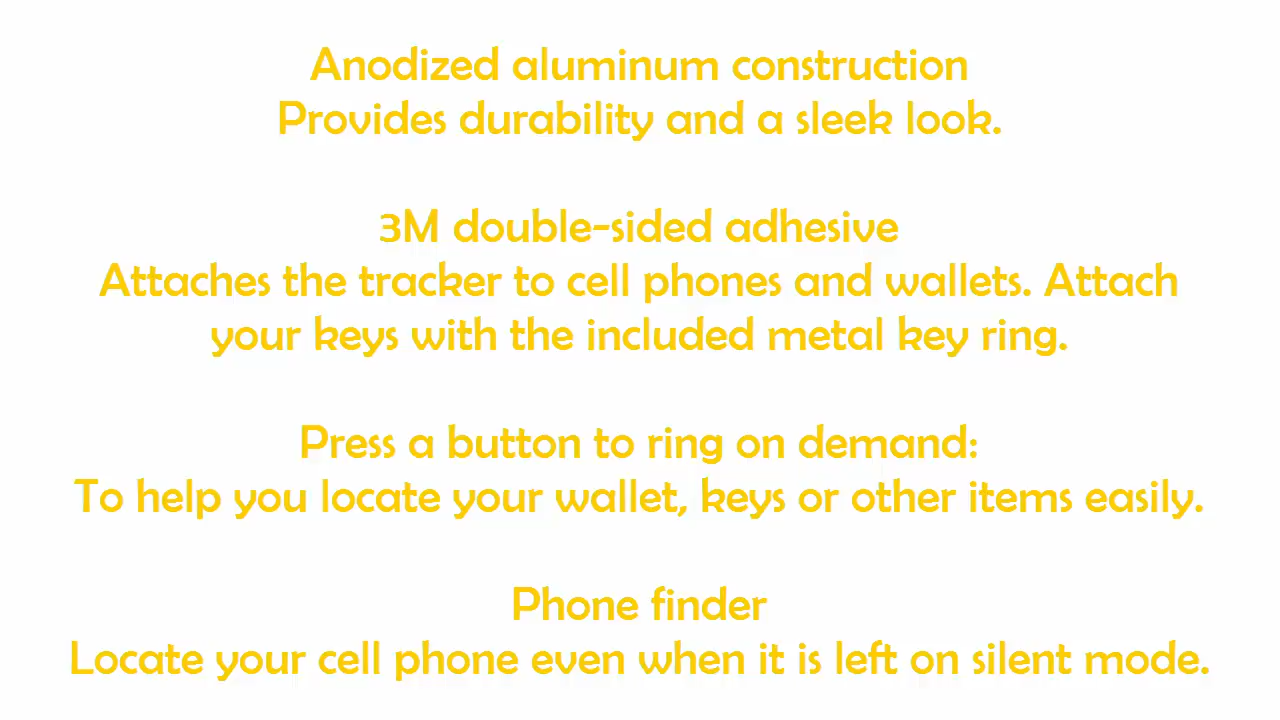 Anodized aluminum construction
Provides durability and a sleek look.
3M double-sided adhesive
Attaches the tracker to cell phones and wallets. Attach
your keys with the included metal key ring.
Press a button to ring on demand:
To help you locate your wallet, keys or other items easily.
Phone finder
Locate your cell phone even when it is left on silent mode.